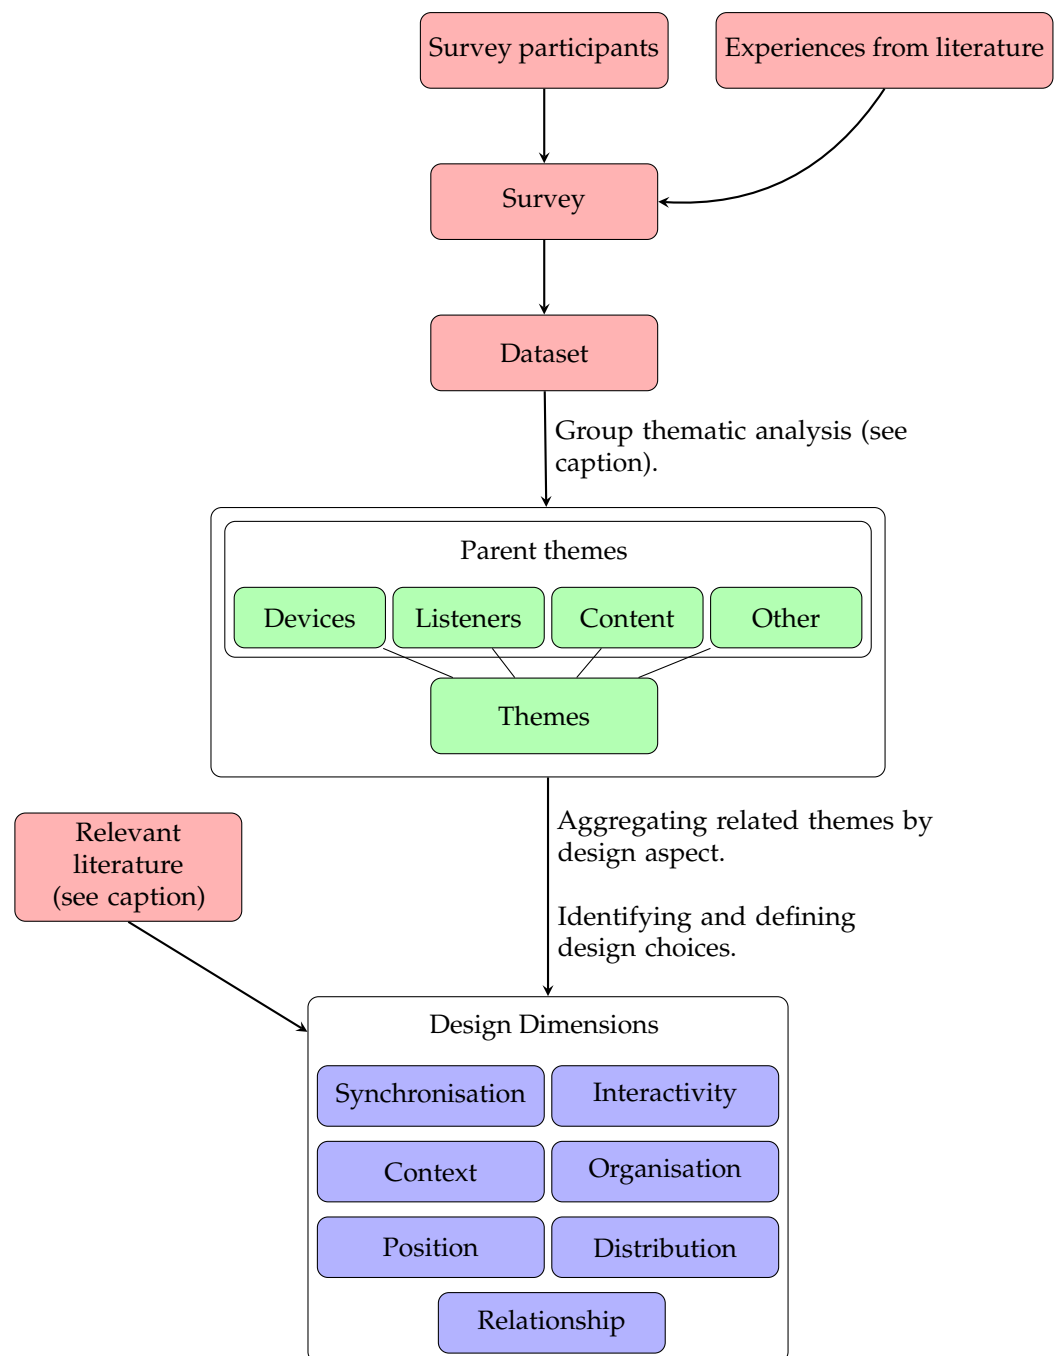 Survey participants
Experiences from literature
Survey
Dataset
Group thematic analysis (see
caption).
Parent themes
Devices
Listeners
Content
Other
Themes
Relevant
literature
(see caption)
Aggregating related themes by
design aspect.
Identifying and defining
design choices.
Design Dimensions
Synchronisation
Interactivity
Context
Organisation
Position
Distribution
Relationship